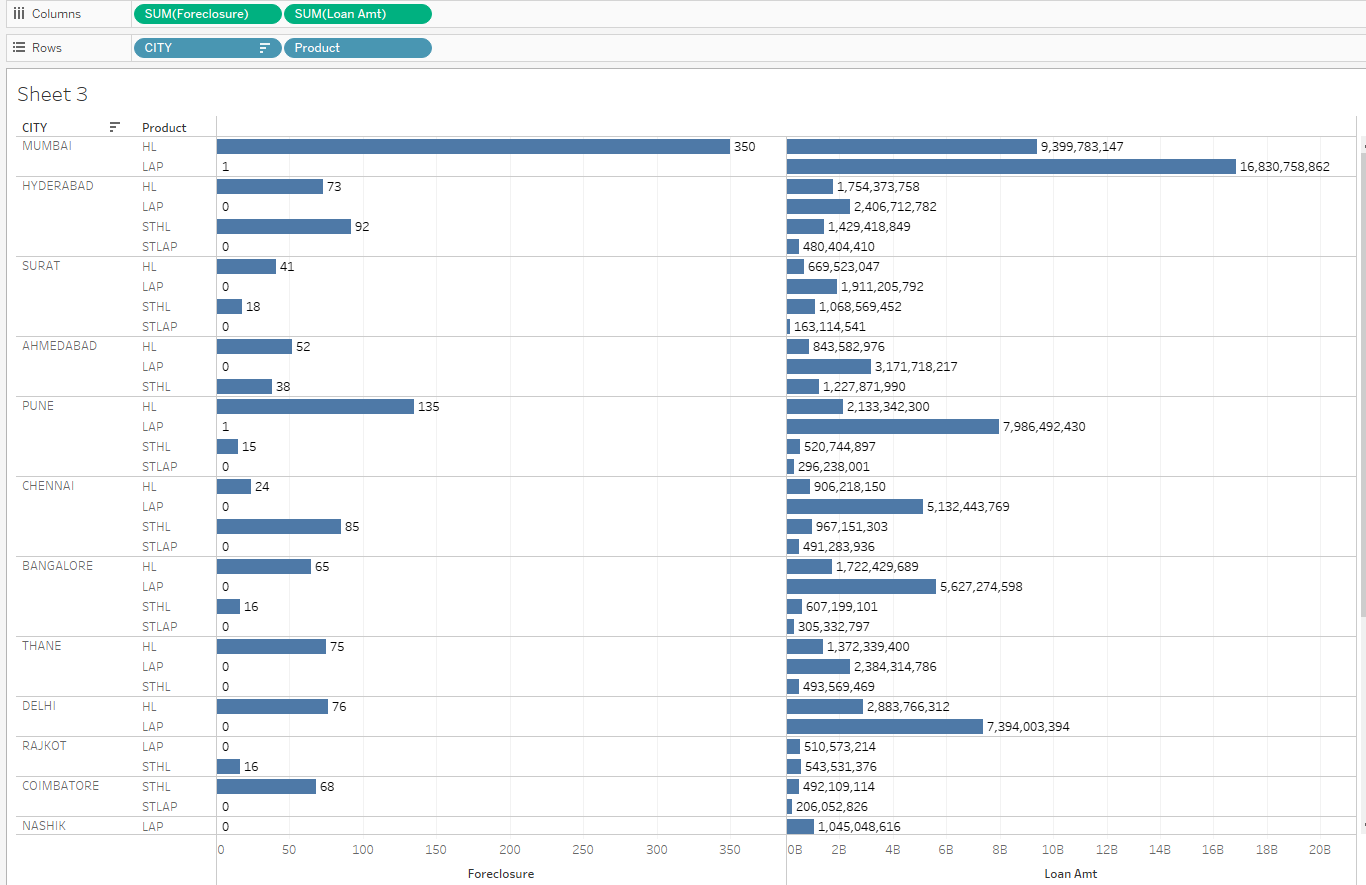 Columns SUM(Foreclosure) SUM(Loan Amt)
Rows CITY Product
Sheet 3
CITY Product
MUMBAI HL 350 9,399,783,147
LAP 1 16,830,758,862
HYDERABAD HL 73 1,754,373,758
LAP 0 2,406,712,782
STHL 92 1,429,418,849
STLAP 0 480,404,410
SURAT HL 41 669,523,047
LAP 0 1,911,205,792
STHL 18 1,068,569,452
STLAP 0 163,114,541
AHMEDABAD HL 52 843,582,976
LAP 0 3,171,718,217
STHL 38 1,227,871,990
PUNE HL 135 2,133,342,300
LAP 1 7,986,492,430
STHL 15 520,744,897
STLAP 0 296,238,001
CHENNAI HL 24 906,218,150
LAP 0 5,132,443,769
STHL 85 967,151,303
STLAP 0 491,283,936
BANGALORE HL 65 1,722,429,689
LAP 0 5,627,274,598
STHL 16 607,199,101
STLAP 0 305,332,797
THANE HL 75 1,372,339,400
LAP 0 2,384,314,786
STHL 0 493,569,469
DELHI HL 76 2,883,766,312
LAP 0 7,394,003,394
RAJKOT LAP 0 510,573,214
STHL 16 543,531,376
COIMBATORE STHL 68 492,109,114
STLAP 0 206,052,826
NASHIK LAP 0 1,045,048,616
0 50 100 150 200 250 300 350 0B 2B 4B 6B 8B 10B 12B 14B 16B 18B 20B
Foreclosure Loan Amt